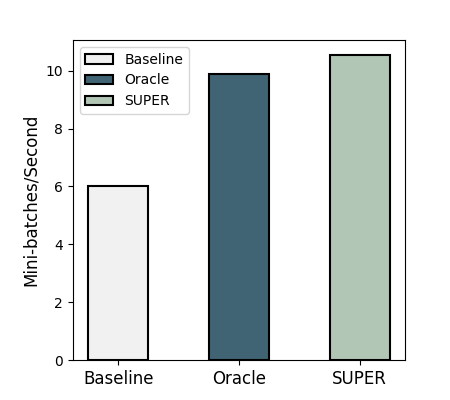 Baseline
Oracle
SUPER
10
8
6
4
2
0
Mini-batches/Second
Baseline Oracle SUPER